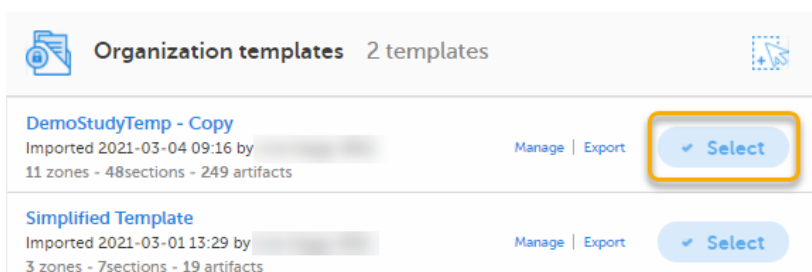 Organization templates 2 templates
DemoStudyTemp - Copy
Imported 2021-03-04 09:16 by
Manage | Export
Select
11 zones - 48sections - 249 artifacts
Simplified Template
Imported 2021-03-01 13:29 by
Manage | Export
Select
3 zones - 7sections - 19 artifacts